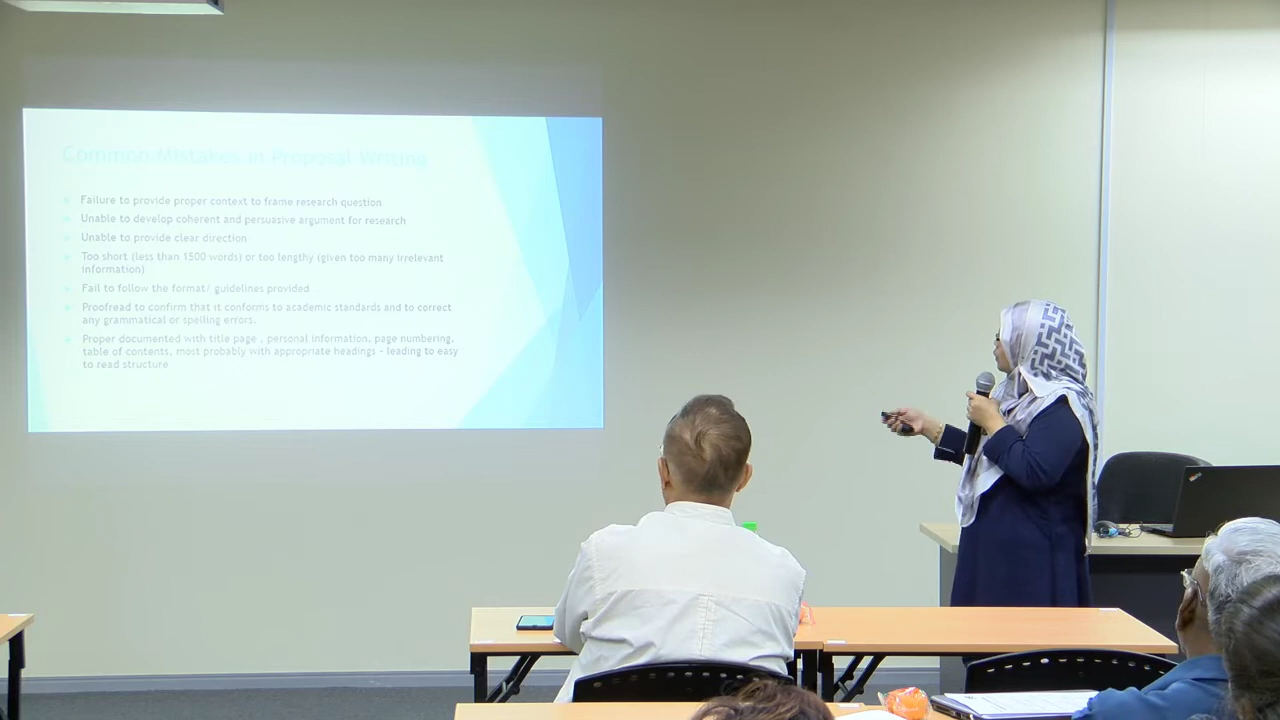 Common Mistakes in Proposal Writing
Failure to provide proper context to frame research question
Unable to develop coherent and persuasive argument for research
Unable to provide clear direction
Too short (less than 1500 words) or too lengthy (given too many irrelevant
information)
Fail to follow the format/ guidelines provided
Proofread to confirm that it conforms to academic standards and to correct
any grammatical or spelling errors.
Proper documented with title page , personal information, page numbering,
table of contents, most probably with appropriate headings – leading to easy
to read structure